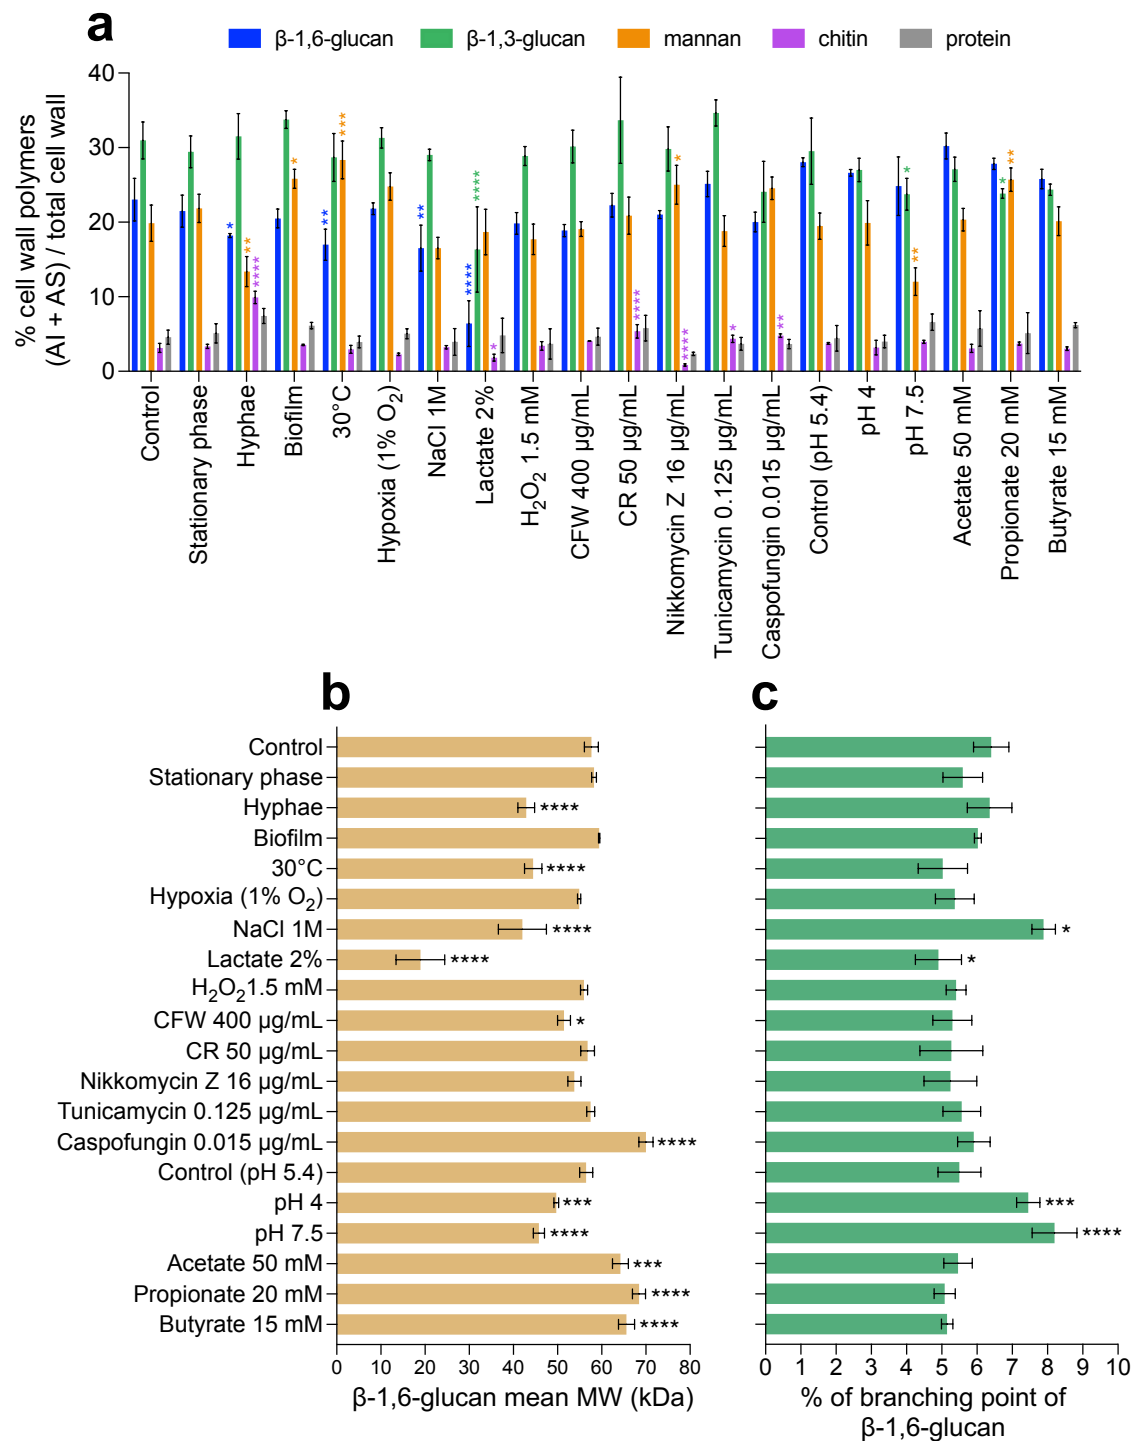 a
β-1,6-glucan β-1,3-glucan mannan chitin protein
% cell wall polymers
(AI + AS) / total cell wall
40
30
20
10
0
*
**
****
*
***
**
**
****
****
*
****
*
****
*
**
*
**
*
**
Control
Stationary phase
Hyphae
Biofilm
30°C
Hypoxia (1% O₂)
NaCl 1M
Lactate 2%
H₂O₂ 1.5 mM
CFW 400 µg/mL
CR 50 µg/mL
Nikkomycin Z 16 µg/mL
Tunicamycin 0.125 µg/mL
Caspofungin 0.015 µg/mL
Control (pH 5.4)
pH 4
pH 7.5
Acetate 50 mM
Propionate 20 mM
Butyrate 15 mM
b
Control
Stationary phase
Hyphae ****
Biofilm
30°C ****
Hypoxia (1% O₂)
NaCl 1M ****
Lactate 2% ****
H₂O₂1.5 mM
CFW 400 µg/mL *
CR 50 µg/mL
Nikkomycin Z 16 µg/mL
Tunicamycin 0.125 µg/mL
Caspofungin 0.015 µg/mL ****
Control (pH 5.4)
pH 4 ***
pH 7.5 ****
Acetate 50 mM ***
Propionate 20 mM ****
Butyrate 15 mM ****
0 10 20 30 40 50 60 70 80
β-1,6-glucan mean MW (kDa)
c
*
*
***
****
0 1 2 3 4 5 6 7 8 9 10
% of branching point of
β-1,6-glucan